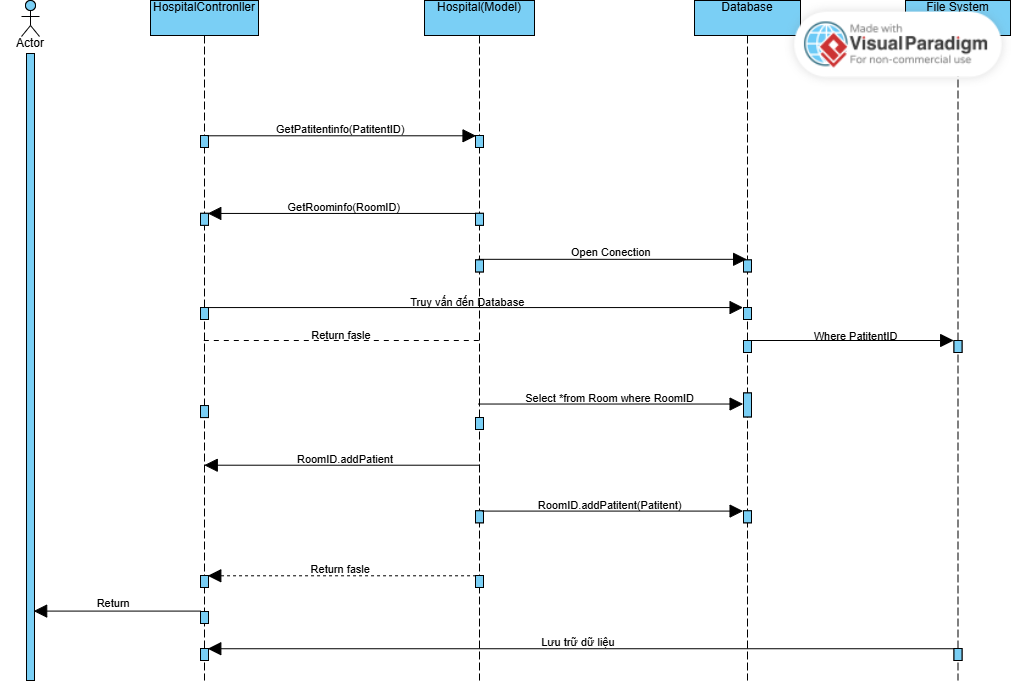 HospitalContronller
Hospital(Model)
Database
File System
Made with
Visual Paradigm
For non-commercial use
Actor
GetPatitentinfo(PatitentID)
GetRoominfo(RoomID)
Open Conection
Truy vấn đến Database
Return fasle
Where PatitentID
Select *from Room where RoomID
RoomID.addPatient
RoomID.addPatitent(Patitent)
Return fasle
Return
Lưu trữ dữ liệu